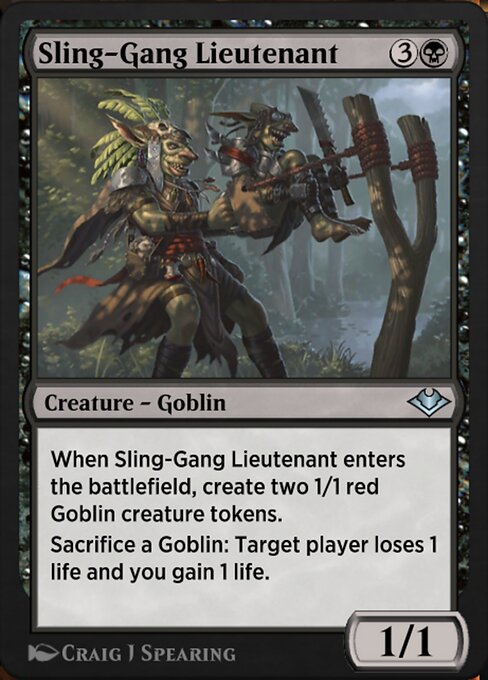 Sling-Gang Lieutenant 3
Creature – Goblin
When Sling-Gang Lieutenant enters
the battlefield, create two 1/1 red
Goblin creature tokens.
Sacrifice a Goblin: Target player loses 1
life and you gain 1 life.
1/1
Craig J Spearing